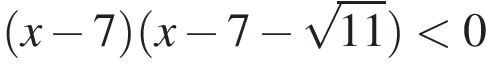 (x − 7)(x − 7 − √11) < 0